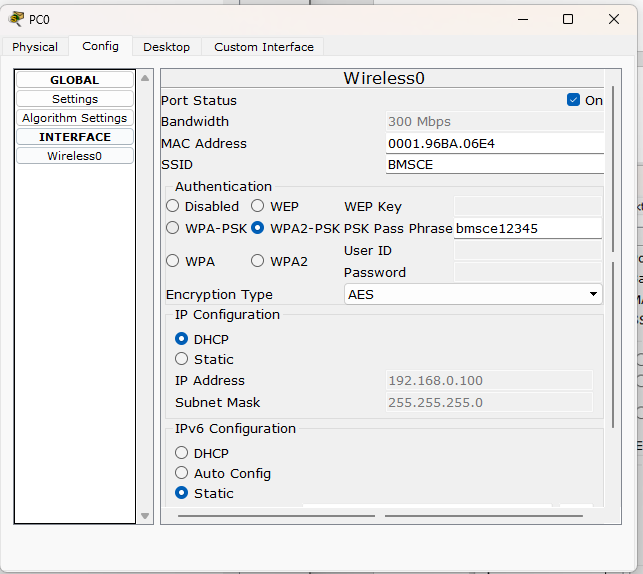 PC0
Physical Config Desktop Custom Interface
GLOBAL
Settings
Algorithm Settings
INTERFACE
Wireless0
Wireless0
Port Status On
Bandwidth 300 Mbps
MAC Address 0001.96BA.06E4
SSID BMSCE
Authentication
Disabled WEP WEP Key
WPA-PSK WPA2-PSK PSK Pass Phrase bmsce12345
User ID
WPA WPA2
Password
Encryption Type AES
IP Configuration
DHCP
Static
IP Address 192.168.0.100
Subnet Mask 255.255.255.0
IPv6 Configuration
DHCP
Auto Config
Static